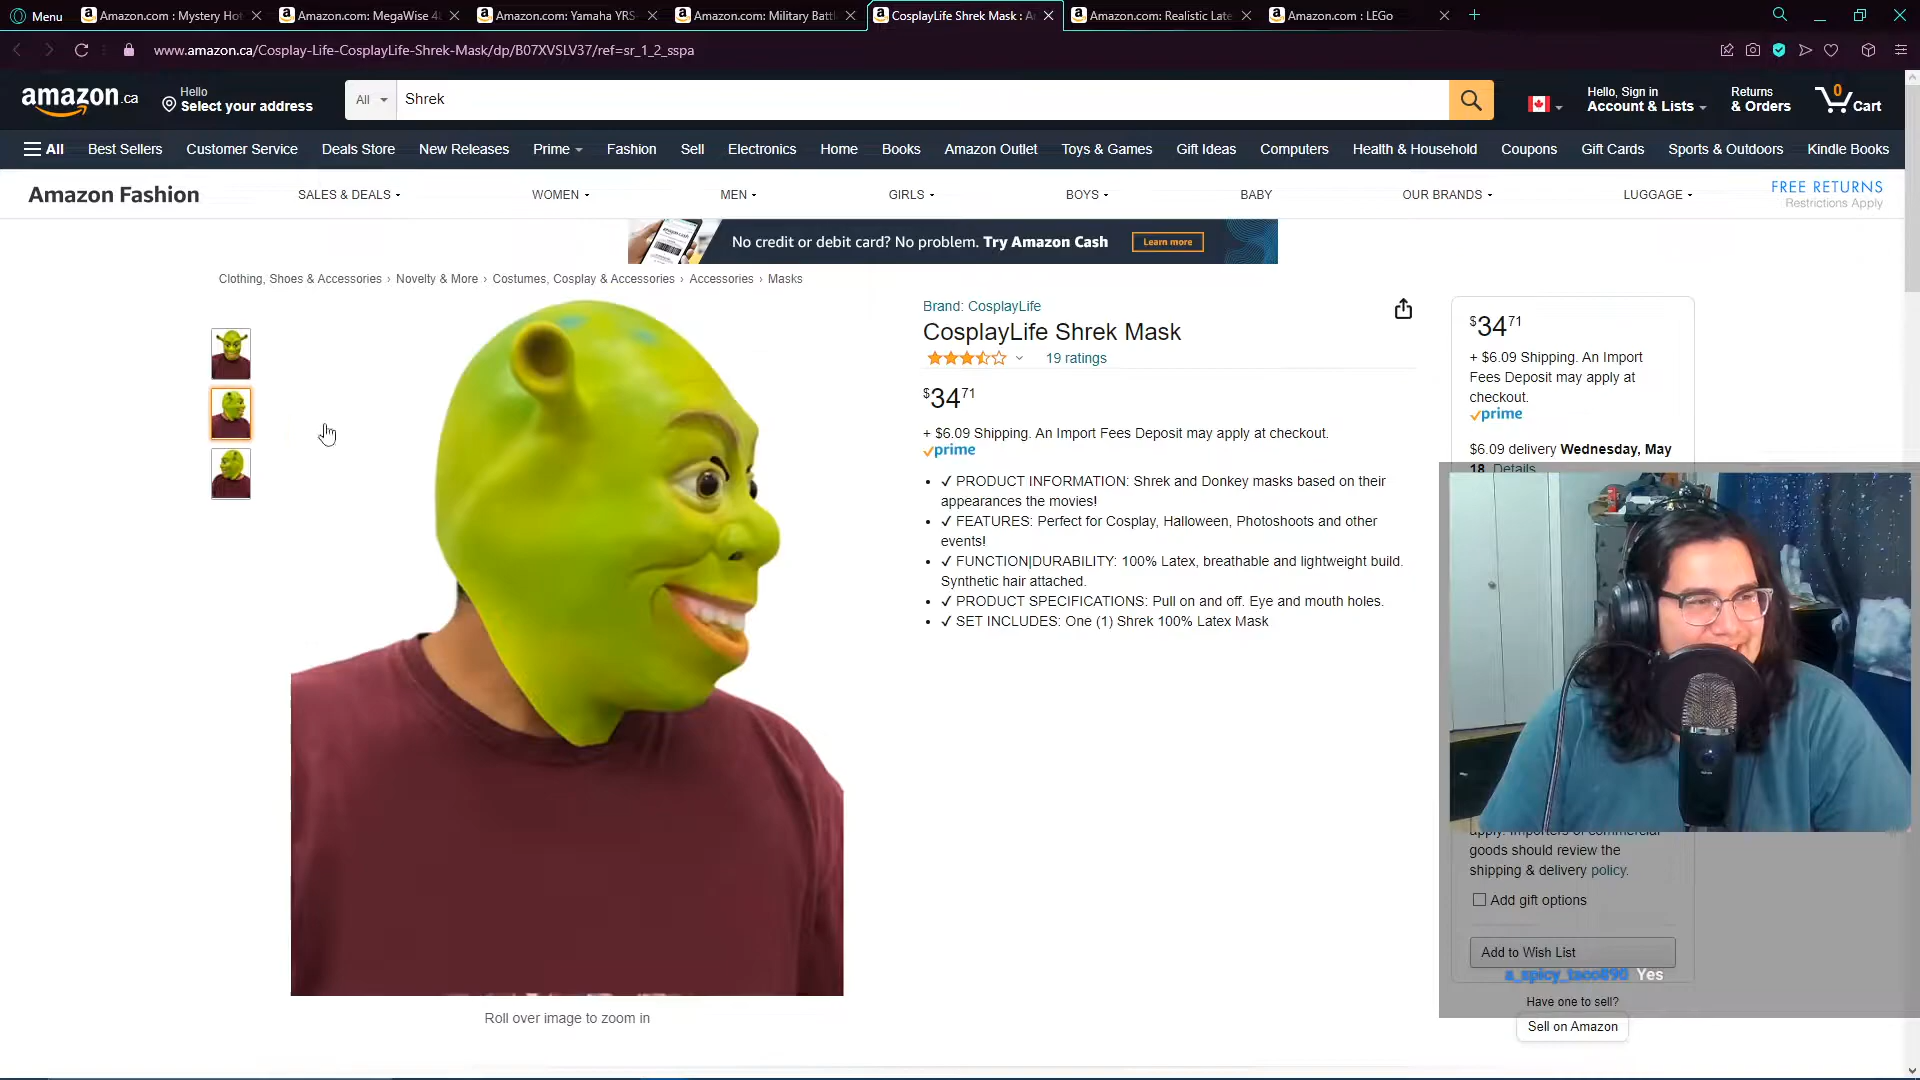 Menu
Amazon.com : Mystery Ho
Amazon.com: MegaWise 4
Amazon.com: Yamaha YRS
Amazon.com: Military Batt
CosplayLife Shrek Mask : A
Amazon.com: Realistic Late
Amazon.com : LEGo
www.amazon.ca/Cosplay-Life-CosplayLife-Shrek-Mask/dp/B07XVSLV37/ref=sr_1_2_sspa
amazon.ca
Hello
Select your address
All
Shrek
Hello, Sign in
Account & Lists
Returns
& Orders
0
Cart
All
Best Sellers
Customer Service
Deals Store
New Releases
Prime
Fashion
Sell
Electronics
Home
Books
Amazon Outlet
Toys & Games
Gift Ideas
Computers
Health & Household
Coupons
Gift Cards
Sports & Outdoors
Kindle Books
Amazon Fashion
SALES & DEALS
WOMEN
MEN
GIRLS
BOYS
BABY
OUR BRANDS
LUGGAGE
FREE RETURNS
Restrictions Apply
No credit or debit card? No problem. Try Amazon Cash
Learn more
Clothing, Shoes & Accessories › Novelty & More › Costumes, Cosplay & Accessories › Accessories › Masks
Brand: CosplayLife
CosplayLife Shrek Mask
19 ratings
$34 71
+ $6.09 Shipping. An Import Fees Deposit may apply at checkout.
prime
• ✓ PRODUCT INFORMATION: Shrek and Donkey masks based on their
appearances the movies!
• ✓ FEATURES: Perfect for Cosplay, Halloween, Photoshoots and other
events!
• ✓ FUNCTION|DURABILITY: 100% Latex, breathable and lightweight build.
Synthetic hair attached.
• ✓ PRODUCT SPECIFICATIONS: Pull on and off. Eye and mouth holes.
• ✓ SET INCLUDES: One (1) Shrek 100% Latex Mask
Roll over image to zoom in
$34 71
+ $6.09 Shipping. An Import
Fees Deposit may apply at
checkout.
prime
$6.09 delivery Wednesday, May
18. Details
apply. Importers of commercial
goods should review the
shipping & delivery policy.
Add gift options
Add to Wish List
a_spicy_taco890 Yes
Have one to sell?
Sell on Amazon